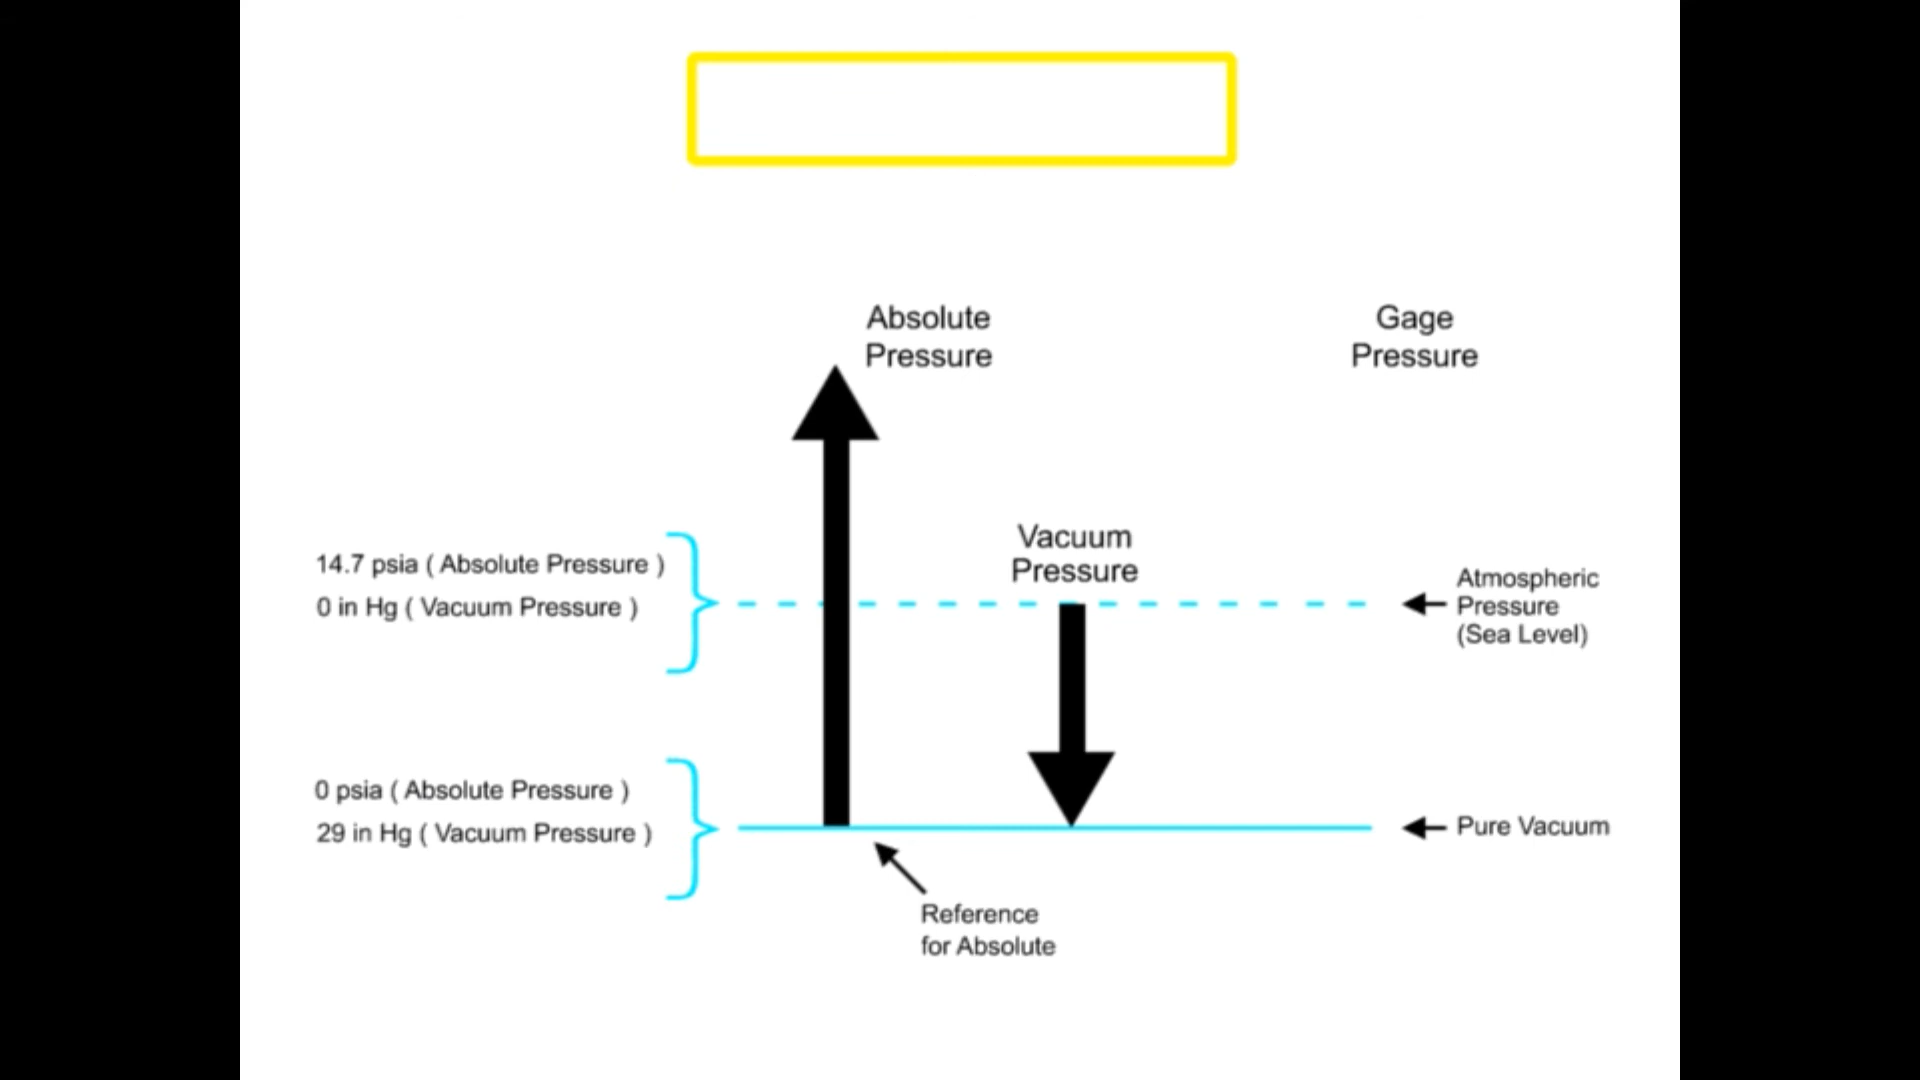 Absolute
Pressure
Gage
Pressure
Vacuum
Pressure
14.7 psia ( Absolute Pressure )
0 in Hg ( Vacuum Pressure )
Atmospheric
Pressure
(Sea Level)
0 psia ( Absolute Pressure )
29 in Hg ( Vacuum Pressure )
Pure Vacuum
Reference
for Absolute